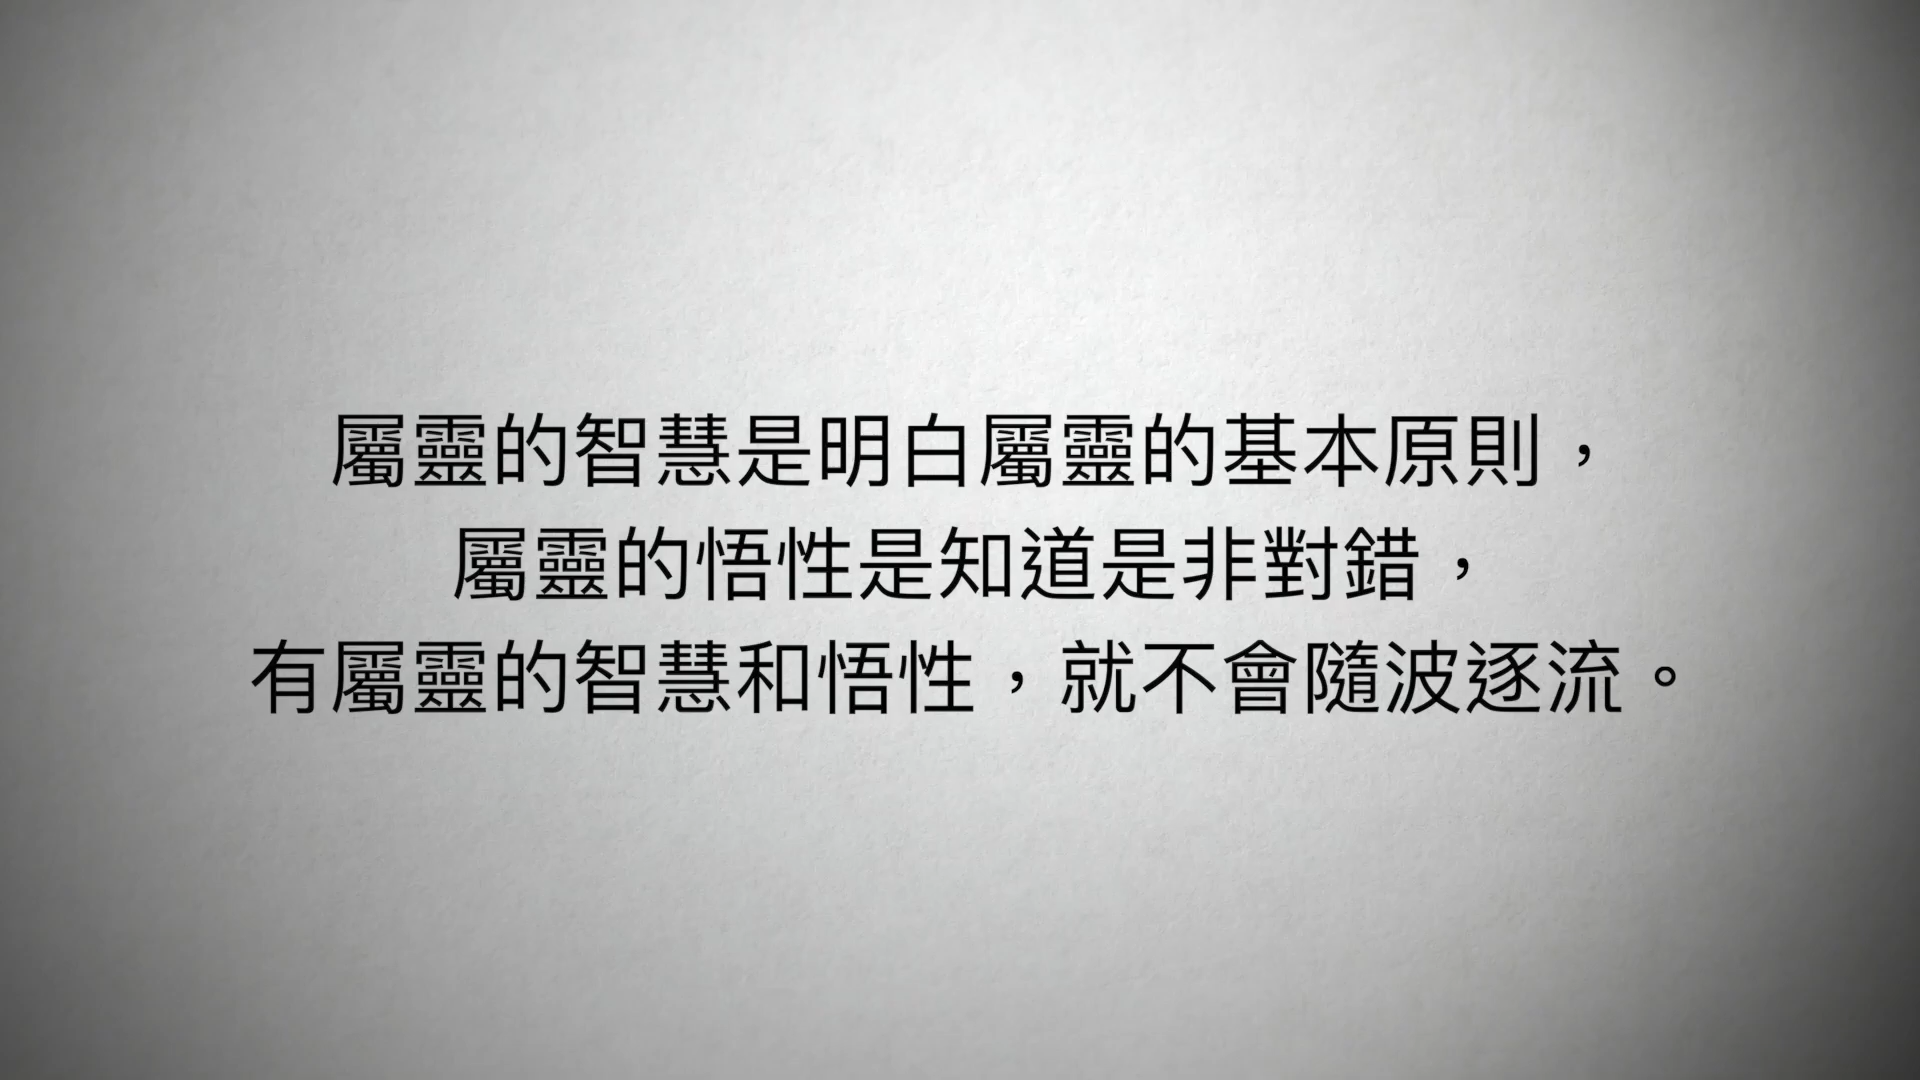 屬靈的智慧是明白屬靈的基本原則，
屬靈的悟性是知道是非對錯，
有屬靈的智慧和悟性，就不會隨波逐流。